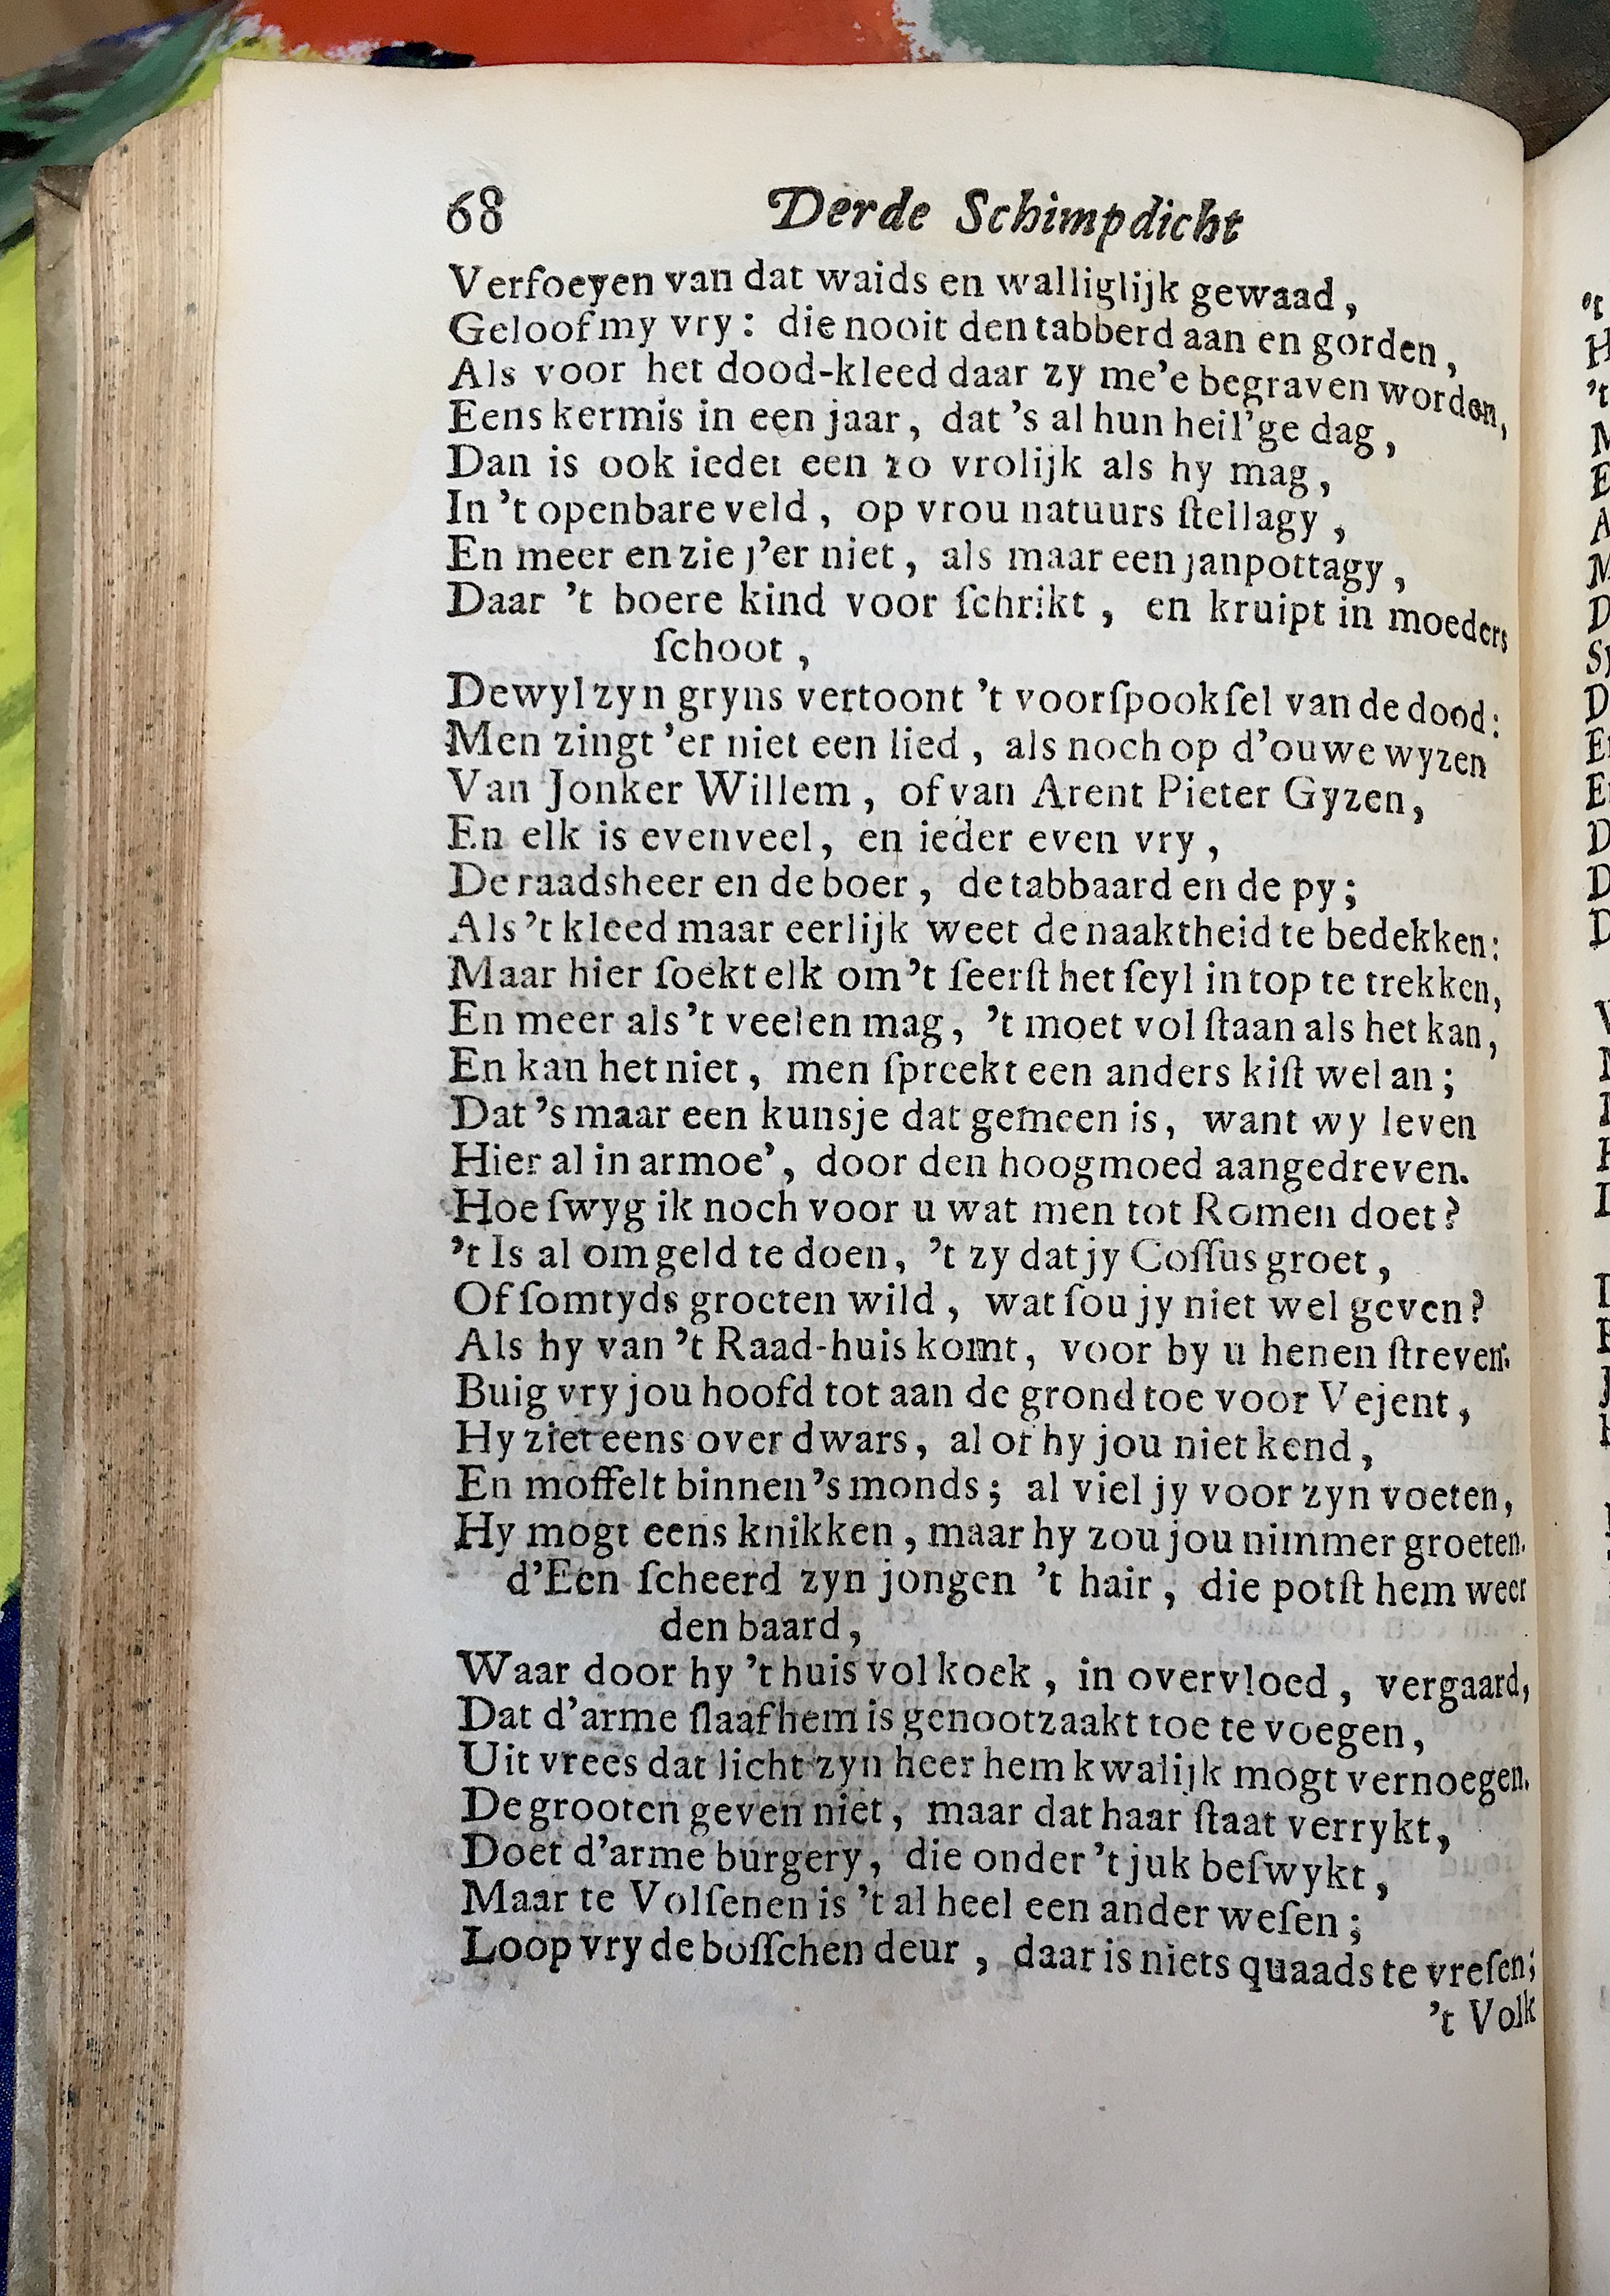 68 Derde Schimpdicht
Verfoeyen van dat waids en walliglijk gewaad,
Geloof my vry: die nooit den tabberd aan en gorden,
Als voor het dood-kleed daar zy me'e begraven worden,
Eens kermis in een jaar, dat 's al hun heil'ge dag,
Dan is ook ieder een zo vrolijk als hy mag,
In 't openbare veld, op vrou natuurs ſtellagy,
En meer en zie j'er niet, als maar een janpottagy,
Daar 't boere kind voor ſchrikt, en kruipt in moeders
ſchoot,
Dewyl zyn gryns vertoont 't voorſpookſel van de dood:
Men zingt 'er niet een lied, als noch op d'ouwe wyzen
Van Jonker Willem, of van Arent Pieter Gyzen,
En elk is evenveel, en ieder even vry,
De raadsheer en de boer, de tabbaard en de py;
Als 't kleed maar eerlijk weet de naaktheid te bedekken:
Maar hier ſoekt elk om 't ſeerſt het ſeyl in top te trekken,
En meer als 't veelen mag, 't moet vol ſtaan als het kan,
En kan het niet, men ſpreekt een anders kiſt wel an;
Dat 's maar een kunsje dat gemeen is, want wy leven
Hier al in armoe', door den hoogmoed aangedreven.
Hoe ſwyg ik noch voor u wat men tot Romen doet?
't Is al om geld te doen, 't zy dat jy Coſſus groet,
Of ſomtyds groeten wild, wat ſou jy niet wel geven?
Als hy van 't Raad-huis komt, voor by u henen ſtreven.
Buig vry jou hoofd tot aan de grond toe voor Vejent,
Hy ziet eens over dwars, al of hy jou niet kend,
En moffelt binnen 's monds; al viel jy voor zyn voeten,
Hy mogt eens knikken, maar hy zou jou nimmer groeten.
d'Een ſcheerd zyn jongen 't hair, die potſt hem weer
den baard,
Waar door hy 't huis vol koek, in overvloed, vergaard,
Dat d'arme ſlaaf hem is genootzaakt toe te voegen,
Uit vrees dat licht zyn heer hem kwalijk mogt vernoegen.
De grooten geven niet, maar dat haar ſtaat verrykt,
Doet d'arme burgery, die onder 't juk beſwykt,
Maar te Volſenen is 't al heel een ander weſen;
Loop vry de boſſchen deur, daar is niets quaads te vreſen;
't Volk